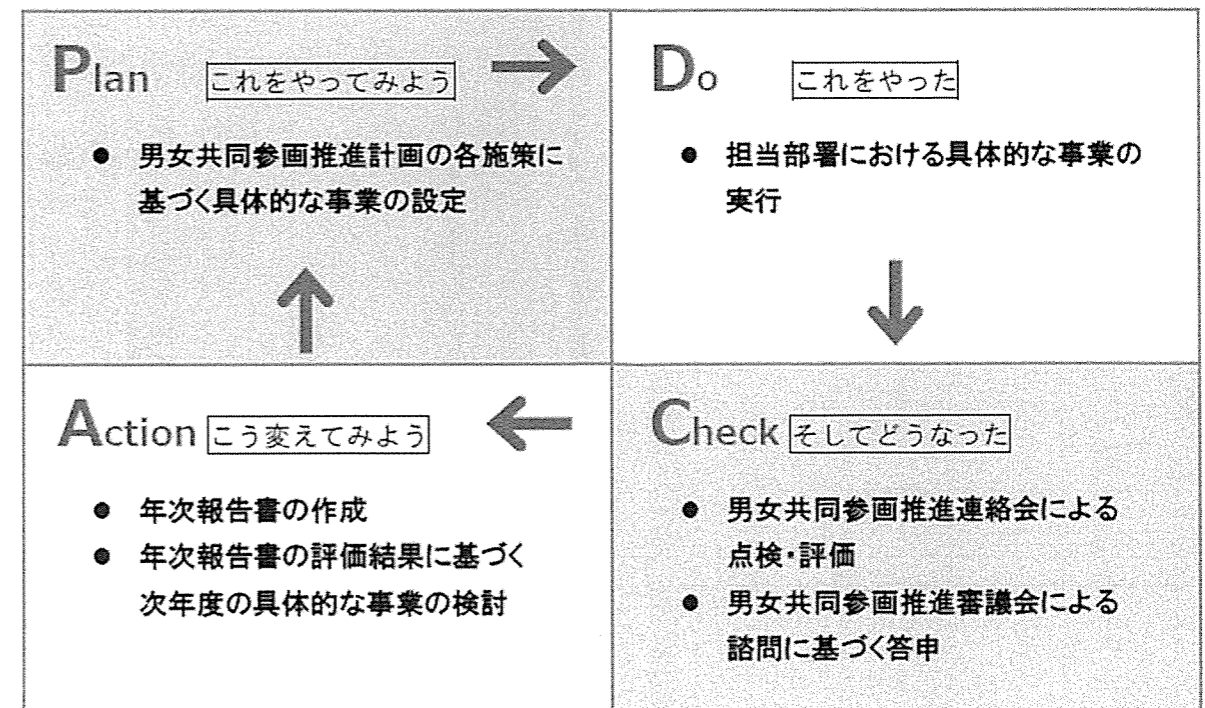 Plan これをやってみよう
● 男女共同参画推進計画の各施策に
基づく具体的な事業の設定
Do これをやった
● 担当部署における具体的な事業の
実行
Action こう変えてみよう
● 年次報告書の作成
● 年次報告書の評価結果に基づく
次年度の具体的な事業の検討
Check そしてどうなった
● 男女共同参画推進連絡会による
点検・評価
● 男女共同参画推進審議会による
諮問に基づく答申